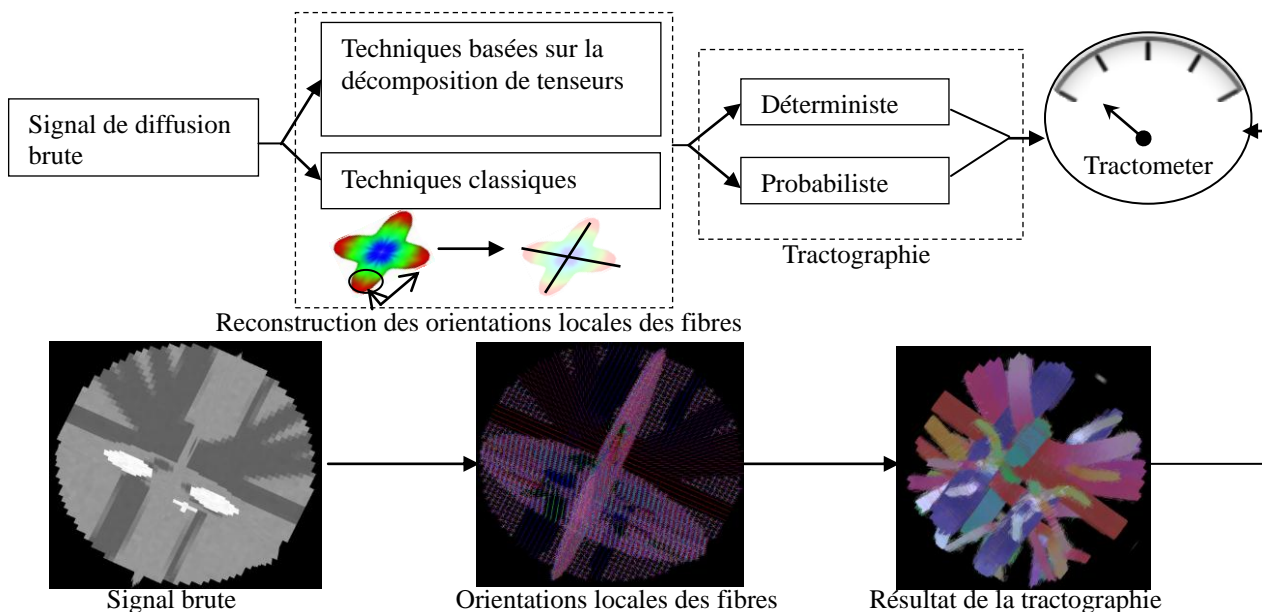 Signal de diffusion
brute
Techniques basées sur la
décomposition de tenseurs
Techniques classiques
Reconstruction des orientations locales des fibres
Déterministe
Probabiliste
Tractographie
Tractometer
Signal brute
Orientations locales des fibres
Résultat de la tractographie